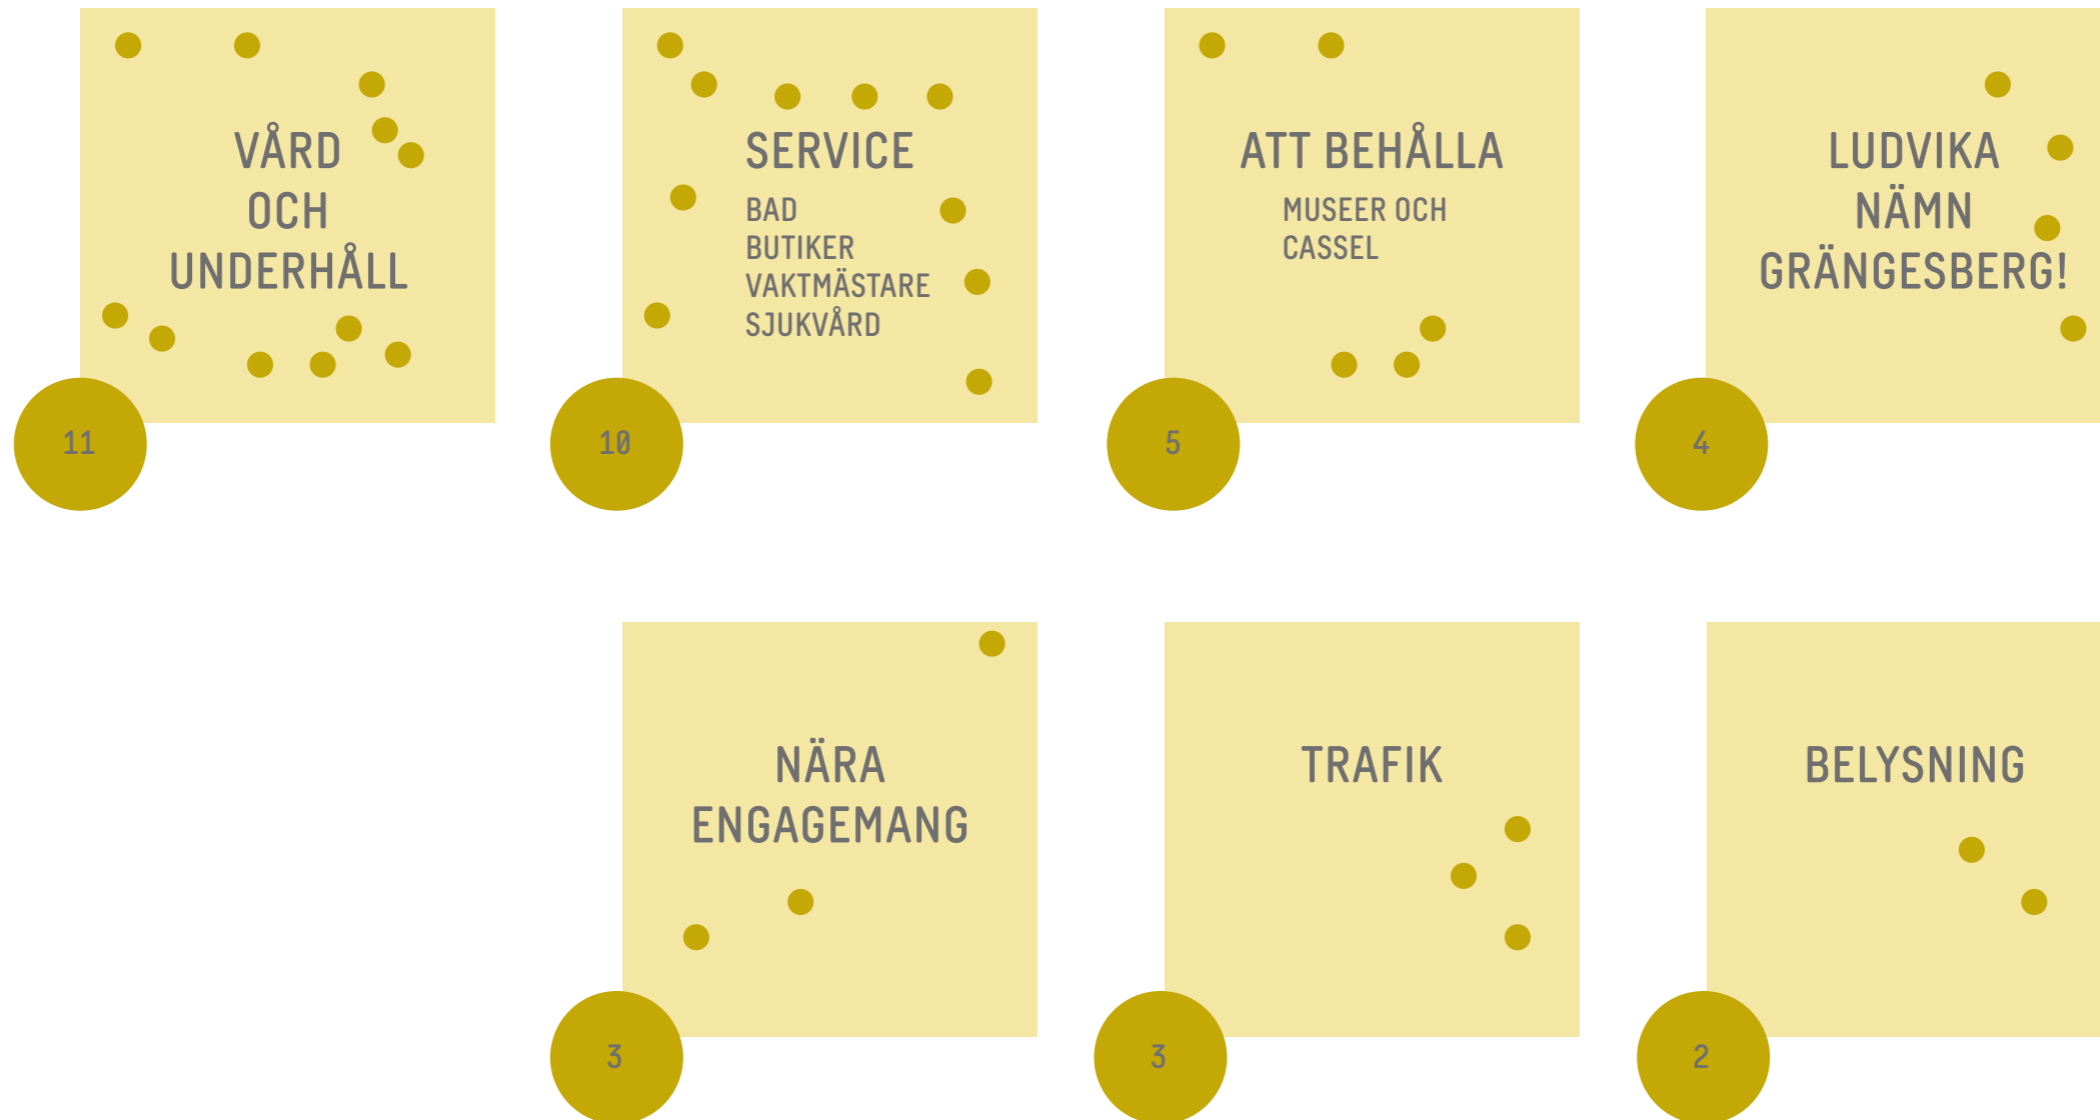 VÅRD
OCH
UNDERHÅLL
11
SERVICE
BAD
BUTIKER
VAKTMÄSTARE
SJUKVÅRD
10
ATT BEHÅLLA
MUSEER OCH
CASSEL
5
LUDVIKA
NÄMN
GRÄNGESBERG!
4
NÄRA
ENGAGEMANG
3
TRAFIK
3
BELYSNING
2